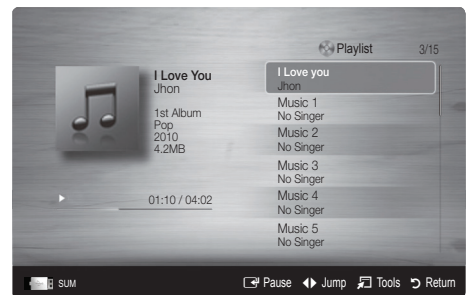 Playlist 3/15
I Love You
Jhon
1st Album
Pop
2010
4.2MB
01:10 / 04:02
I Love you
Jhon
Music 1
No Singer
Music 2
No Singer
Music 3
No Singer
Music 4
No Singer
Music 5
No Singer
SUM Pause Jump Tools Return